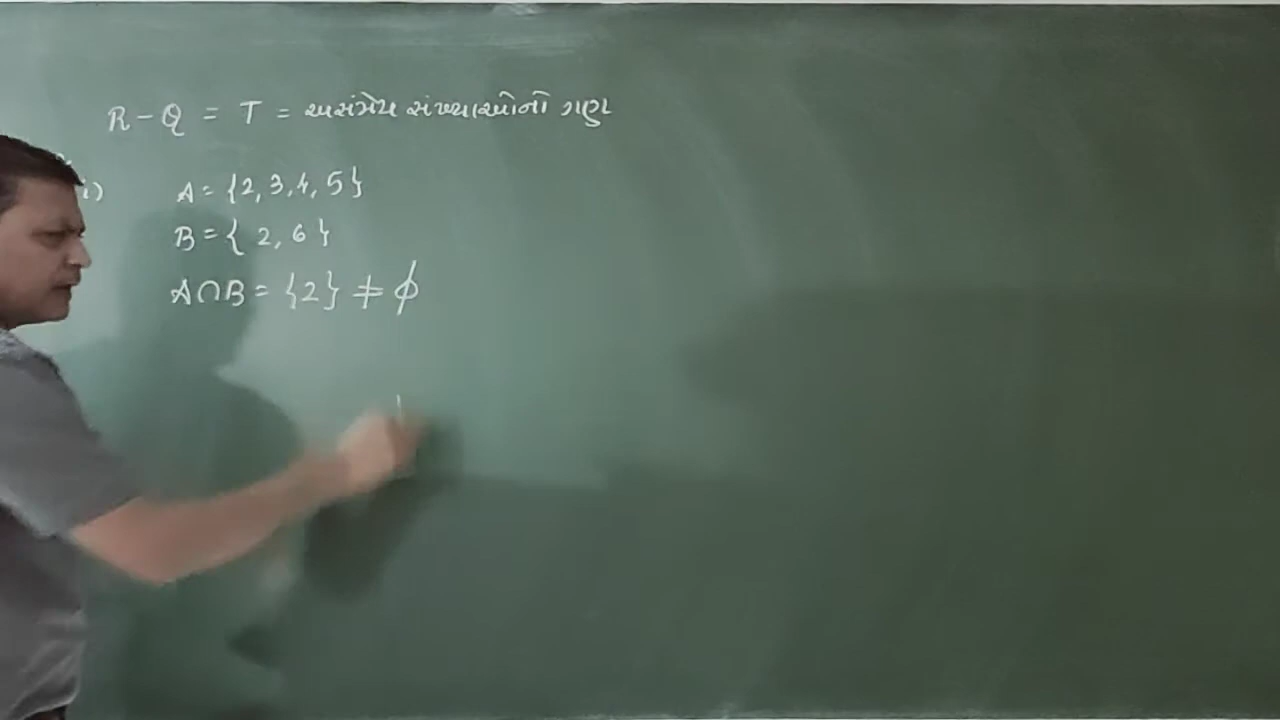 R - Q = T = અસંમેય સંખ્યાઓનો ગણ
i) A = {2, 3, 4, 5}
B = { 2, 6 }
A ∩ B = {2} ≠ ϕ